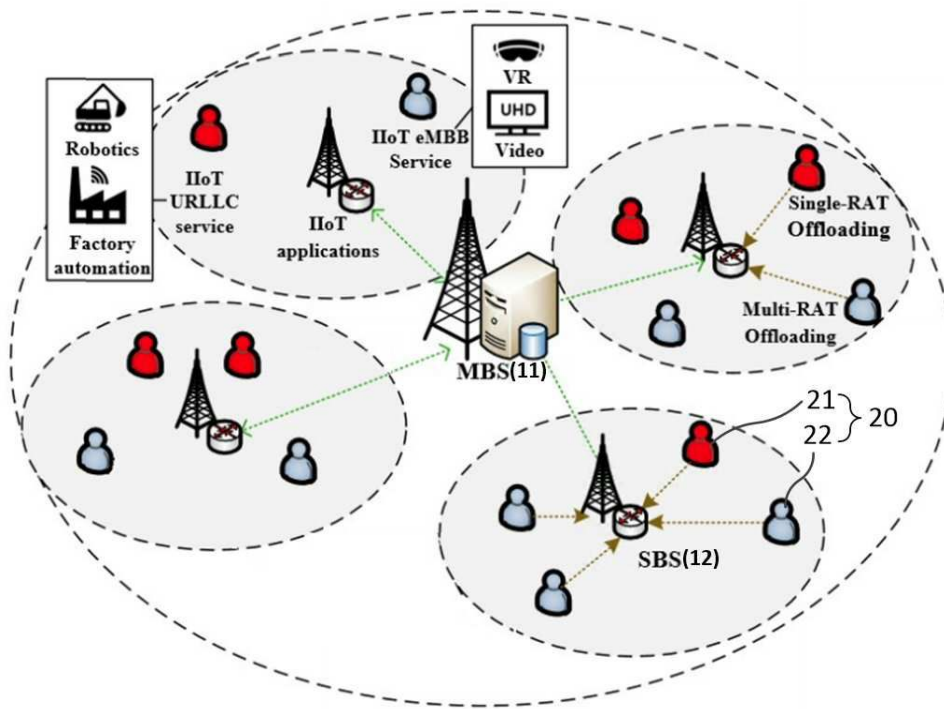 VR
UHD
Video
Robotics
Factory
automation
IIoT
URLLC
service
IIoT eMBB
Service
IIoT
applications
Single-RAT
Offloading
Multi-RAT
Offloading
MBS(11)
21
22
20
SBS(12)